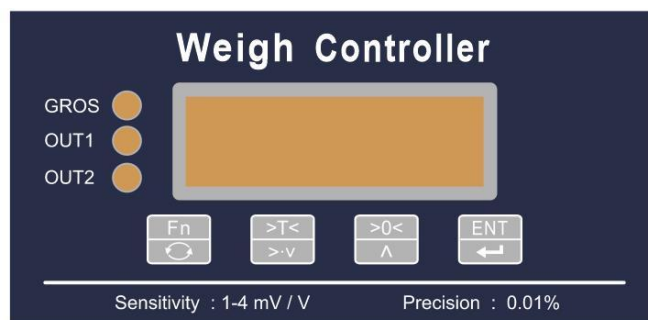 Weigh Controller
GROS
OUT1
OUT2
Fn >T< >0< ENT
>·v ʌ
Sensitivity : 1-4 mV / V Precision : 0.01%